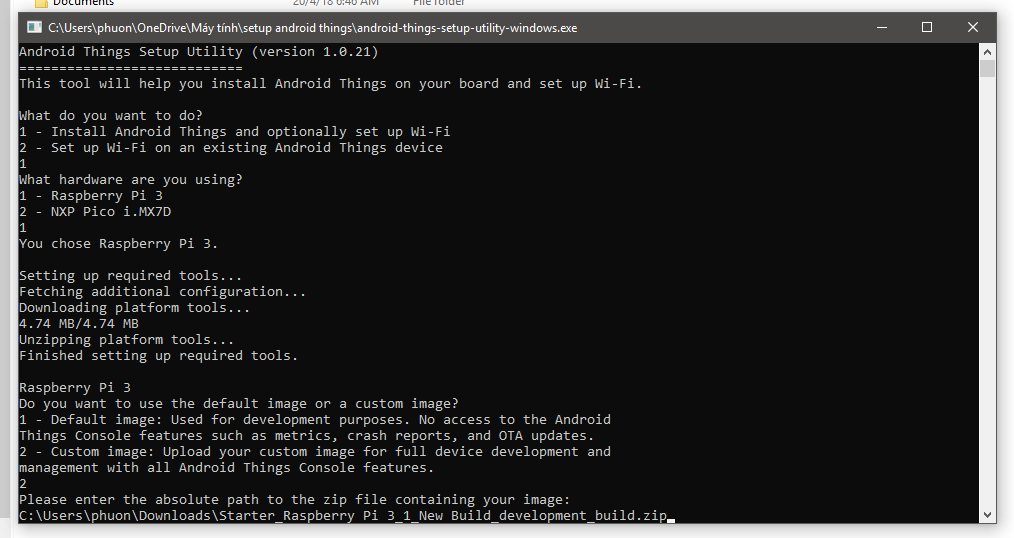 Documents
20/4/18 6:46 AM
File folder
C:\Users\phuon\OneDrive\Máy tính\setup android things\android-things-setup-utility-windows.exe
Android Things Setup Utility (version 1.0.21)
============================
This tool will help you install Android Things on your board and set up Wi-Fi.

What do you want to do?
1 - Install Android Things and optionally set up Wi-Fi
2 - Set up Wi-Fi on an existing Android Things device
1
What hardware are you using?
1 - Raspberry Pi 3
2 - NXP Pico i.MX7D
1
You chose Raspberry Pi 3.

Setting up required tools...
Fetching additional configuration...
Downloading platform tools...
4.74 MB/4.74 MB
Unzipping platform tools...
Finished setting up required tools.

Raspberry Pi 3
Do you want to use the default image or a custom image?
1 - Default image: Used for development purposes. No access to the Android
Things Console features such as metrics, crash reports, and OTA updates.
2 - Custom image: Upload your custom image for full device development and
management with all Android Things Console features.
2
Please enter the absolute path to the zip file containing your image:
C:\Users\phuon\Downloads\Starter_Raspberry Pi 3_1_New Build_development_build.zip